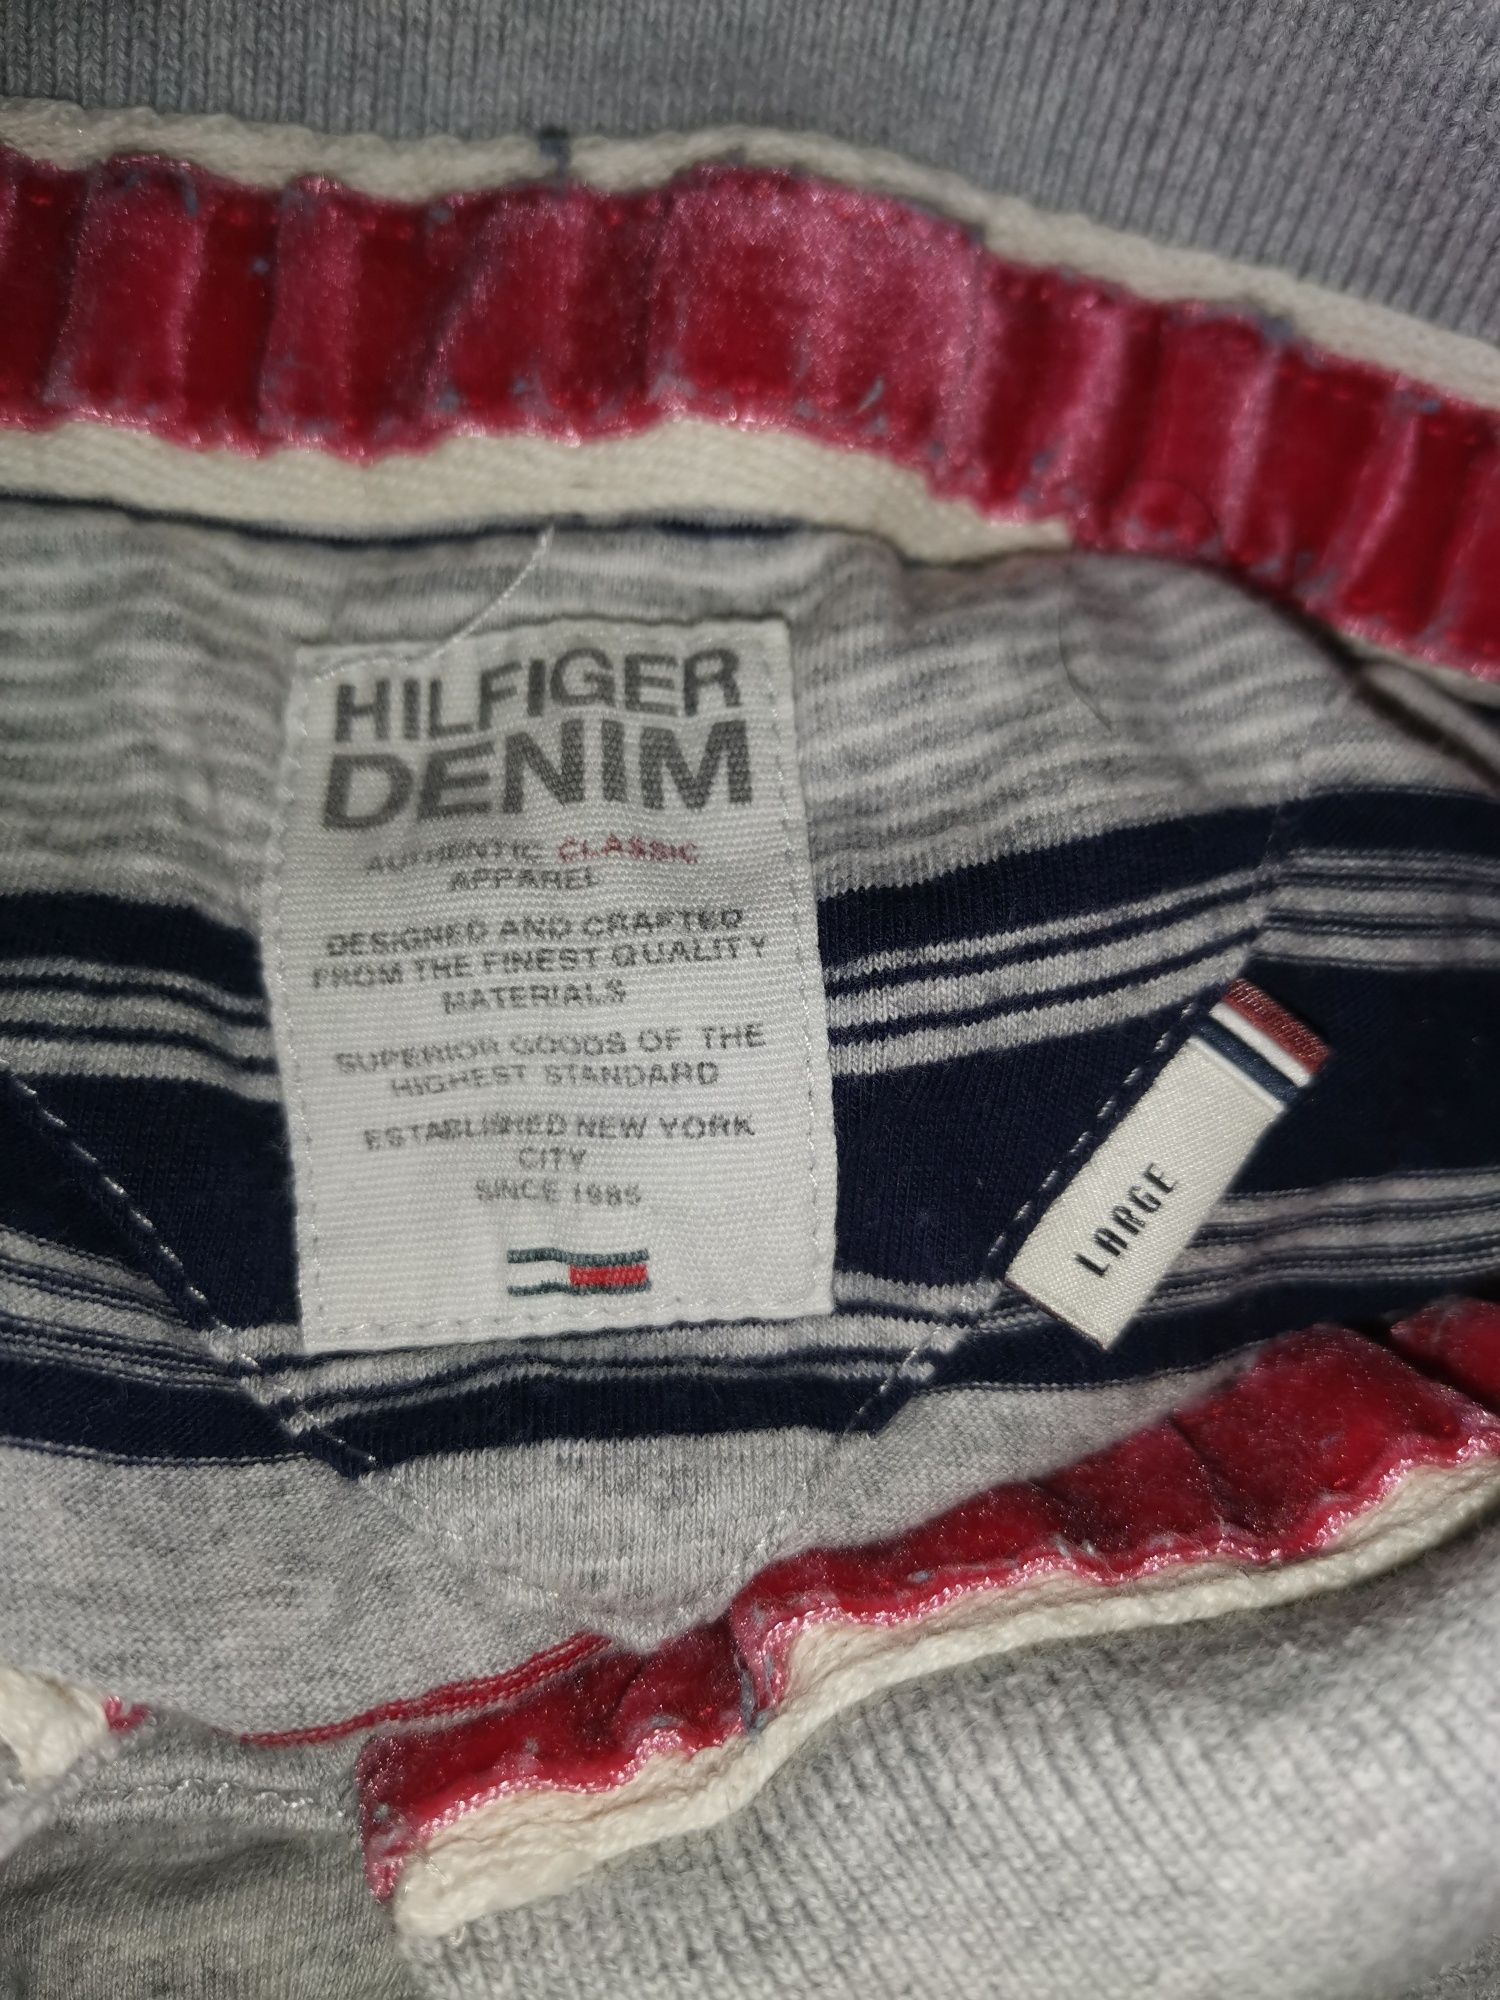 HILFIGER
DENIM
AUTHENTIC CLASSIC
APPAREL
DESIGNED AND CRAFTED
FROM THE FINEST QUALITY
MATERIALS
SUPERIOR GOODS OF THE
HIGHEST STANDARD
ESTABLISHED NEW YORK
CITY
SINCE 1985
LARGE